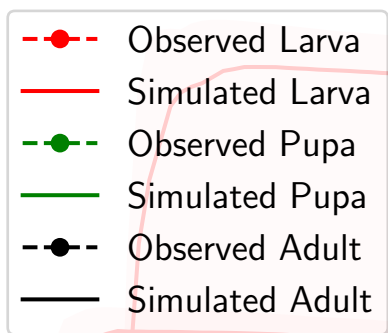 Observed Larva
Simulated Larva
Observed Pupa
Simulated Pupa
Observed Adult
Simulated Adult